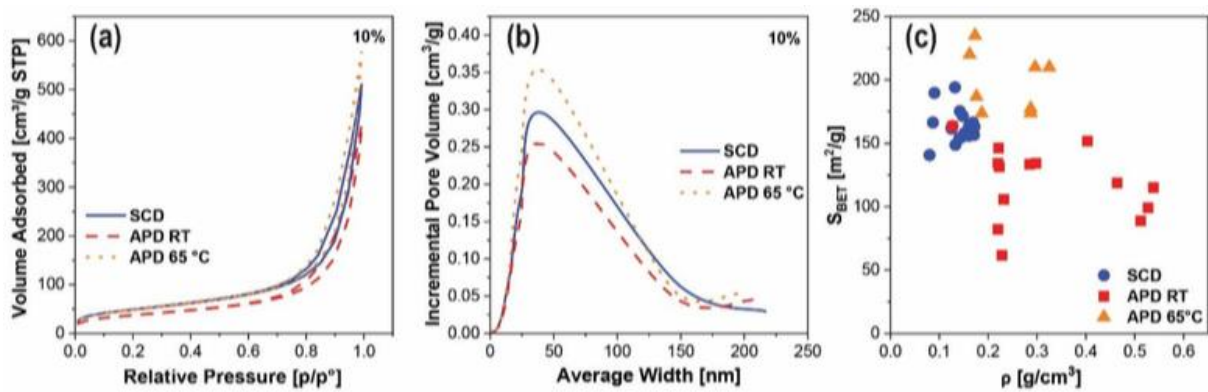 (a)
10%
Volume Adsorbed [cm³/g STP]
600
500
400
300
200
100
0
SCD
APD RT
APD 65 °C
0.0 0.2 0.4 0.6 0.8 1.0
Relative Pressure [p/p°]
(b)
10%
Incremental Pore Volume [cm³/g]
0.40
0.35
0.30
0.25
0.20
0.15
0.10
0.05
0.00
SCD
APD RT
APD 65 °C
0 50 100 150 200 250
Average Width [nm]
(c)
S_BET [m²/g]
250
200
150
100
50
0
SCD
APD RT
APD 65°C
0.0 0.1 0.2 0.3 0.4 0.5 0.6
ρ [g/cm³]